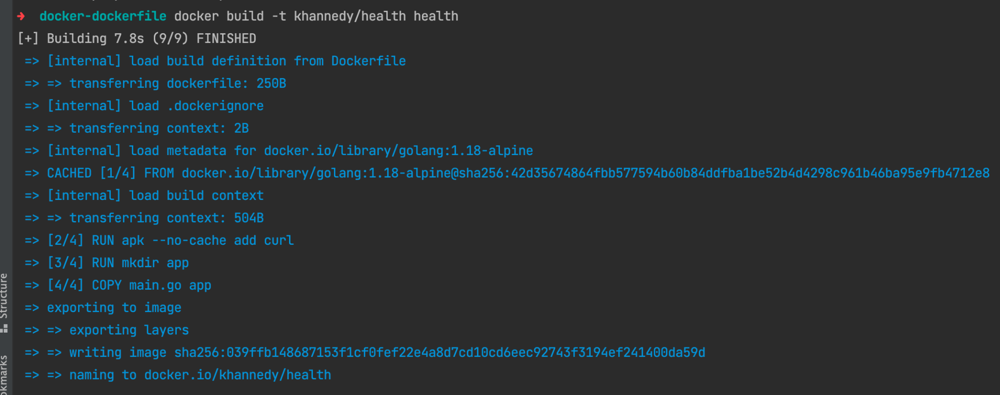 ➜  docker-dockerfile docker build -t khannedy/health health
[+] Building 7.8s (9/9) FINISHED
=> [internal] load build definition from Dockerfile
=> => transferring dockerfile: 250B
=> [internal] load .dockerignore
=> => transferring context: 2B
=> [internal] load metadata for docker.io/library/golang:1.18-alpine
=> CACHED [1/4] FROM docker.io/library/golang:1.18-alpine@sha256:42d35674864fbb577594b60b84ddfba1be52b4d4298c961b46ba95e9fb4712e8
=> [internal] load build context
=> => transferring context: 504B
=> [2/4] RUN apk --no-cache add curl
=> [3/4] RUN mkdir app
=> [4/4] COPY main.go app
=> exporting to image
=> => exporting layers
=> => writing image sha256:039ffb148687153f1cf0fef22e4a8d7cd10cd6eec92743f3194ef241400da59d
=> => naming to docker.io/khannedy/health
Structure